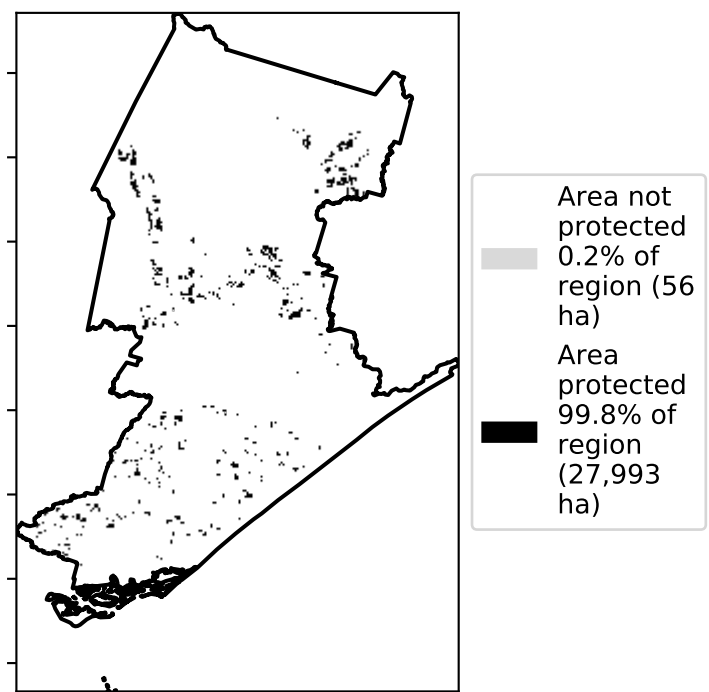 Area not
protected
0.2% of
region (56
ha)
Area
protected
99.8% of
region
(27,993
ha)